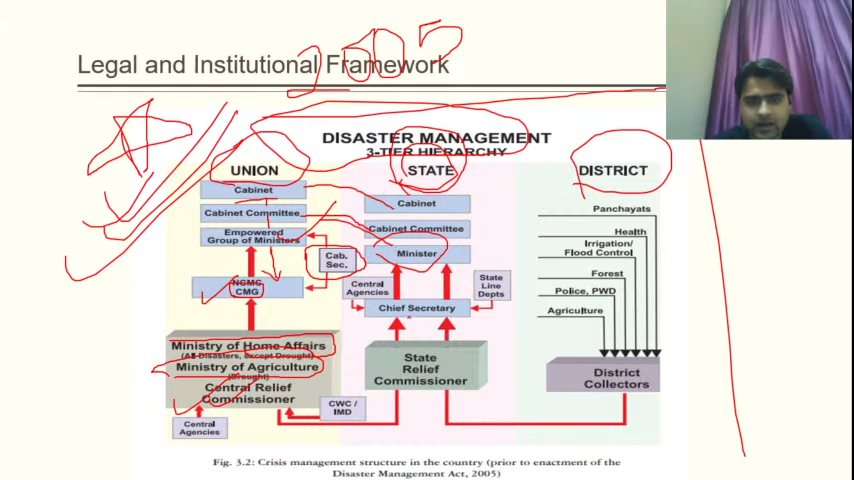 Legal and Institutional Framework
2005
DISASTER MANAGEMENT
3-TIER HIERARCHY
UNION
Cabinet
Cabinet Committee
Empowered
Group of Ministers
Cab.
Sec.
NCMC
CMG
Ministry of Home Affairs
(All Disasters, Except Drought)
Ministry of Agriculture
(Drought)
Central Relief
Commissioner
Central
Agencies
CWC /
IMD
STATE
Cabinet
Cabinet Committee
Minister
Central
Agencies
State
Line
Depts
Chief Secretary
State
Relief
Commissioner
DISTRICT
Panchayats
Health
Irrigation/
Flood Control
Forest
Police, PWD
Agriculture
District
Collectors
Fig. 3.2: Crisis management structure in the country (prior to enactment of the
Disaster Management Act, 2005)